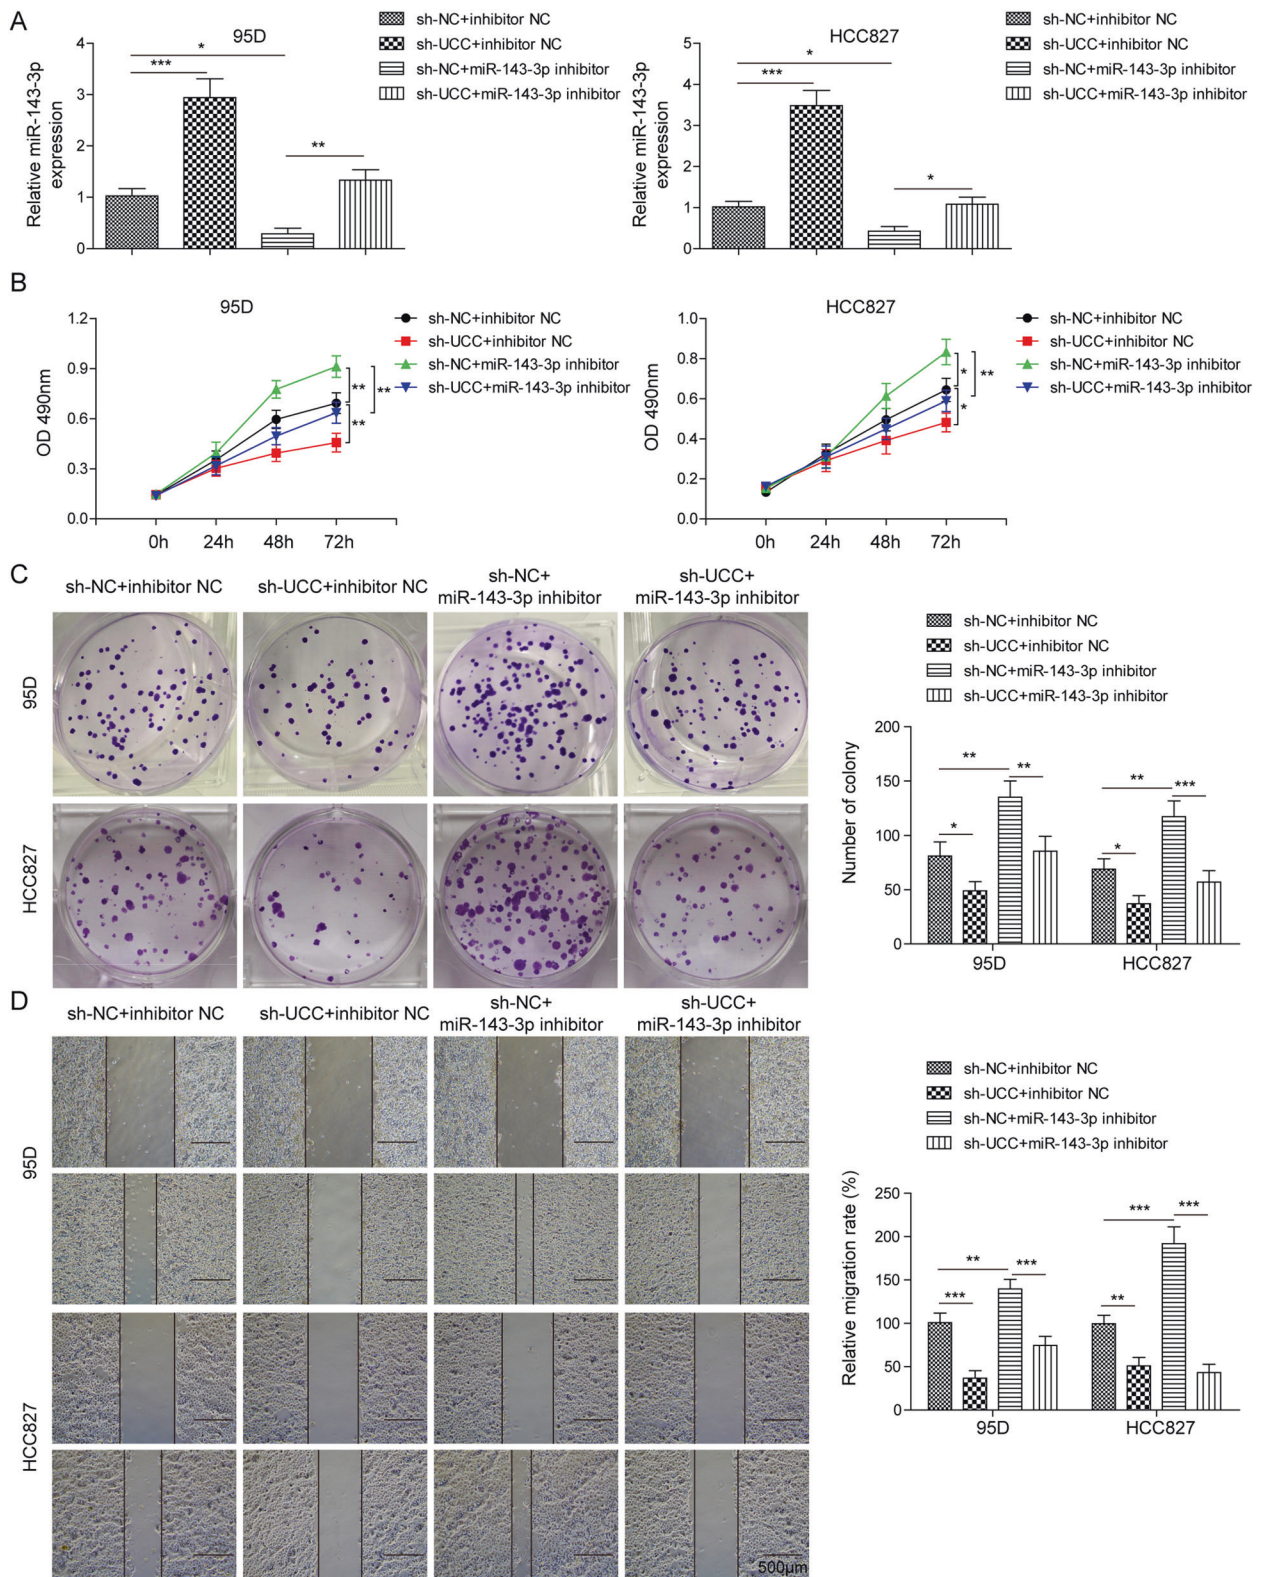 A
95D
Relative miR-143-3p
expression
4
3
2
1
0
*
***
**
sh-NC+inhibitor NC
sh-UCC+inhibitor NC
sh-NC+miR-143-3p inhibitor
sh-UCC+miR-143-3p inhibitor
HCC827
Relative miR-143-3p
expression
5
4
3
2
1
0
*
***
*
sh-NC+inhibitor NC
sh-UCC+inhibitor NC
sh-NC+miR-143-3p inhibitor
sh-UCC+miR-143-3p inhibitor
B
95D
OD 490nm
1.2
0.9
0.6
0.3
0.0
0h 24h 48h 72h
**
**
**
sh-NC+inhibitor NC
sh-UCC+inhibitor NC
sh-NC+miR-143-3p inhibitor
sh-UCC+miR-143-3p inhibitor
HCC827
OD 490nm
1.0
0.8
0.6
0.4
0.2
0.0
0h 24h 48h 72h
*
**
*
sh-NC+inhibitor NC
sh-UCC+inhibitor NC
sh-NC+miR-143-3p inhibitor
sh-UCC+miR-143-3p inhibitor
C
sh-NC+inhibitor NC
sh-UCC+inhibitor NC
sh-NC+
miR-143-3p inhibitor
sh-UCC+
miR-143-3p inhibitor
95D
HCC827
sh-NC+inhibitor NC
sh-UCC+inhibitor NC
sh-NC+miR-143-3p inhibitor
sh-UCC+miR-143-3p inhibitor
Number of colony
200
150
100
50
0
**
**
*
**
***
*
95D
HCC827
D
sh-NC+inhibitor NC
sh-UCC+inhibitor NC
sh-NC+
miR-143-3p inhibitor
sh-UCC+
miR-143-3p inhibitor
95D
HCC827
500μm
sh-NC+inhibitor NC
sh-UCC+inhibitor NC
sh-NC+miR-143-3p inhibitor
sh-UCC+miR-143-3p inhibitor
Relative migration rate (%)
250
200
150
100
50
0
**
***
***
***
***
**
95D
HCC827